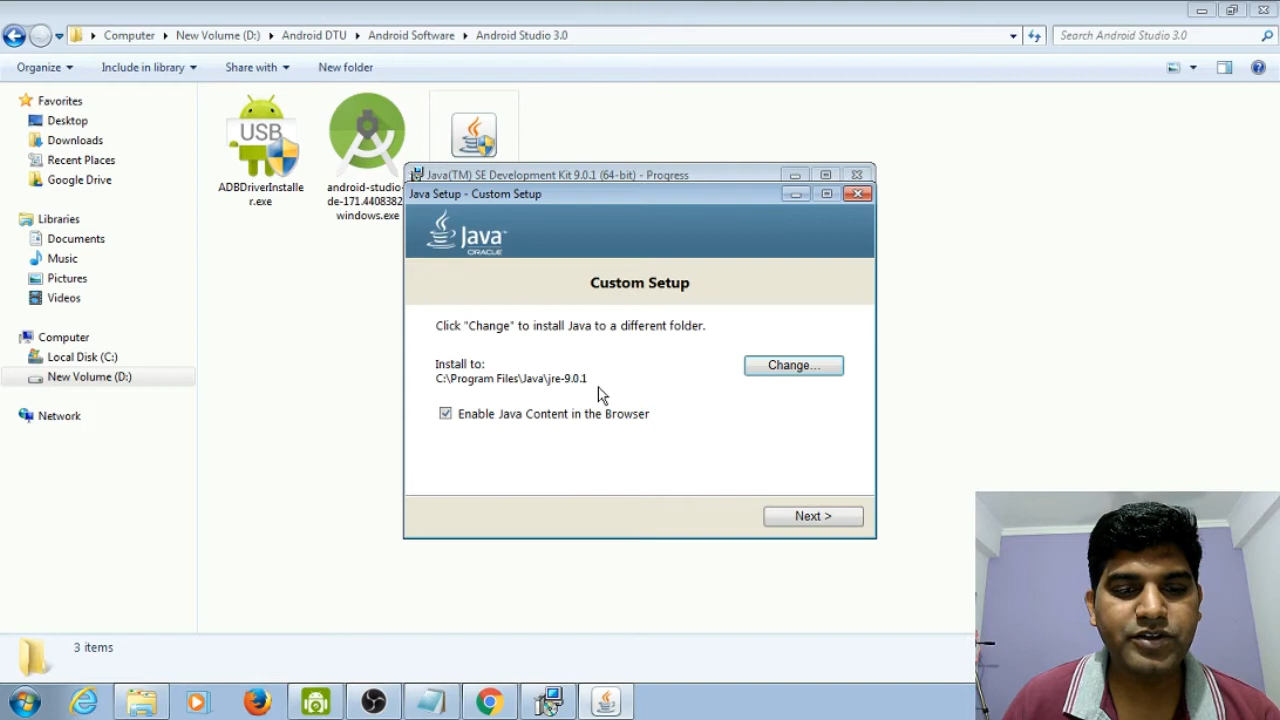 Computer New Volume (D:) Android DTU Android Software Android Studio 3.0
Search Android Studio 3.0
Organize Include in library Share with New folder
Favorites
Desktop
Downloads
Recent Places
Google Drive
Libraries
Documents
Music
Pictures
Videos
Computer
Local Disk (C:)
New Volume (D:)
Network
USB
ADBDriverInstalle
r.exe
android-studio-
de-171.4408382
windows.exe
Java(TM) SE Development Kit 9.0.1 (64-bit) - Progress
Java Setup - Custom Setup
Java
ORACLE
Custom Setup
Click "Change" to install Java to a different folder.
Install to:
C:\Program Files\Java\jre-9.0.1
Change...
Enable Java Content in the Browser
Next >
3 items